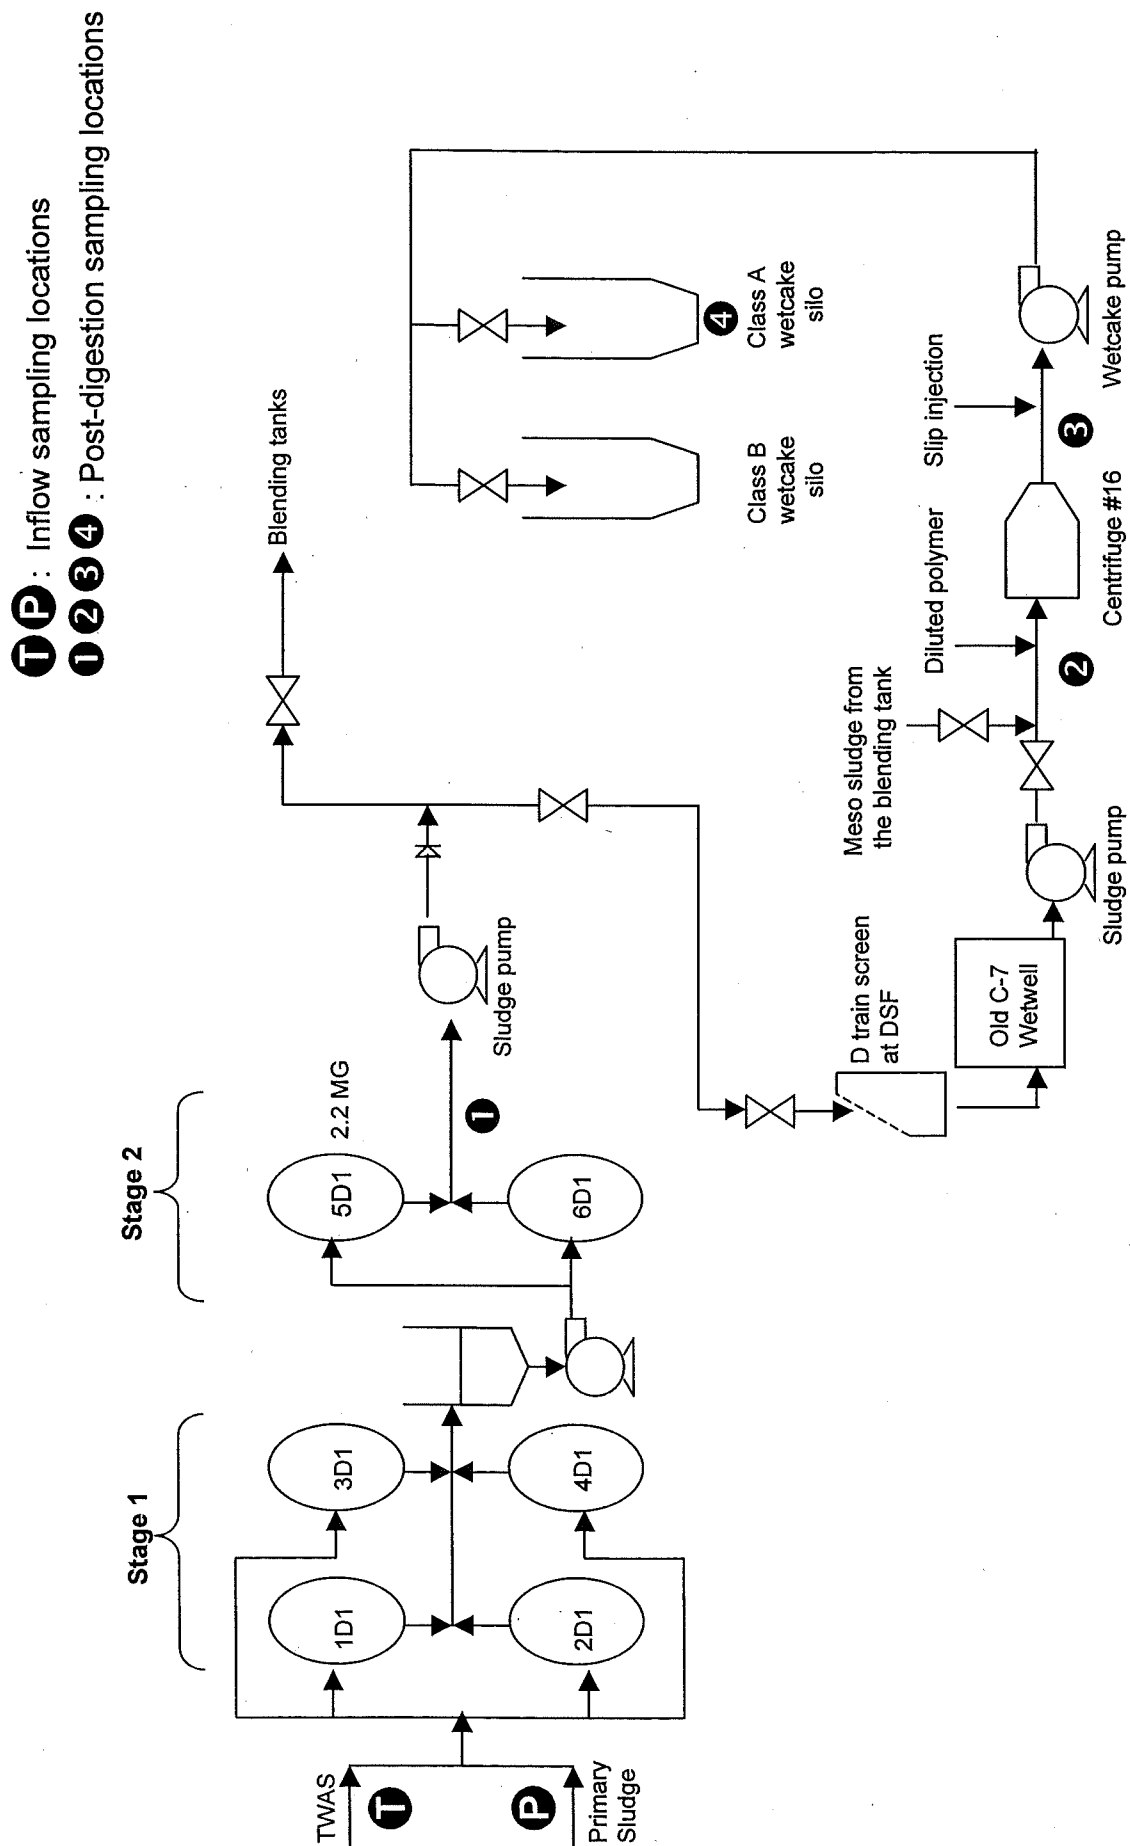 T P : Inflow sampling locations
1 2 3 4 : Post-digestion sampling locations
Stage 1
Stage 2
TWAS
T
P
Primary
Sludge
1D1
2D1
3D1
4D1
5D1
2.2 MG
6D1
1
Sludge pump
Blending tanks
D train screen
at DSF
Old C-7
Wetwell
Sludge pump
Meso sludge from
the blending tank
2
Diluted polymer
Centrifuge #16
3
Slip injection
Wetcake pump
Class B
wetcake
silo
4
Class A
wetcake
silo